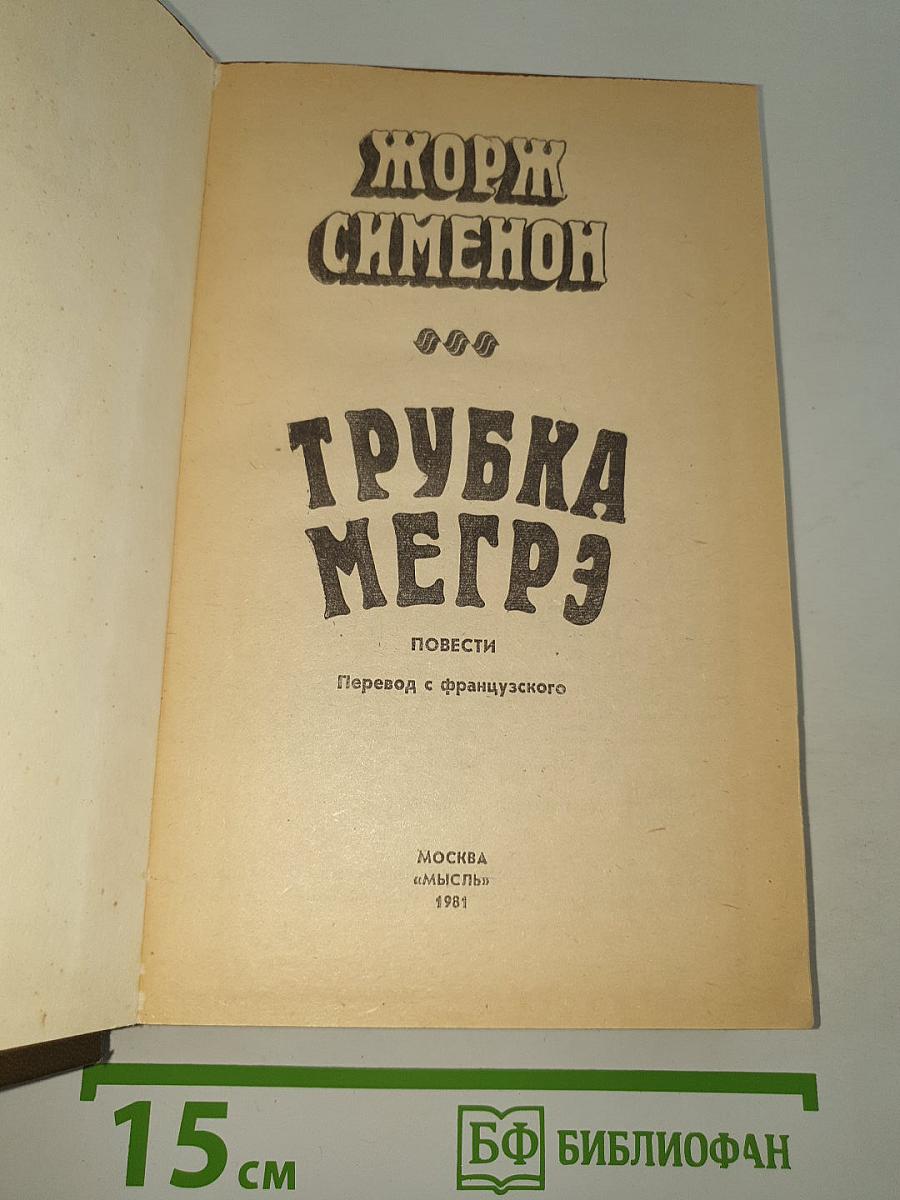 ЖОРЖ
СИМЕНОН
ТРУБКА
МЕГРЭ
ПОВЕСТИ
Перевод с французского
МОСКВА
«МЫСЛЬ»
1981
15 см
БФ БИБЛИОФАН